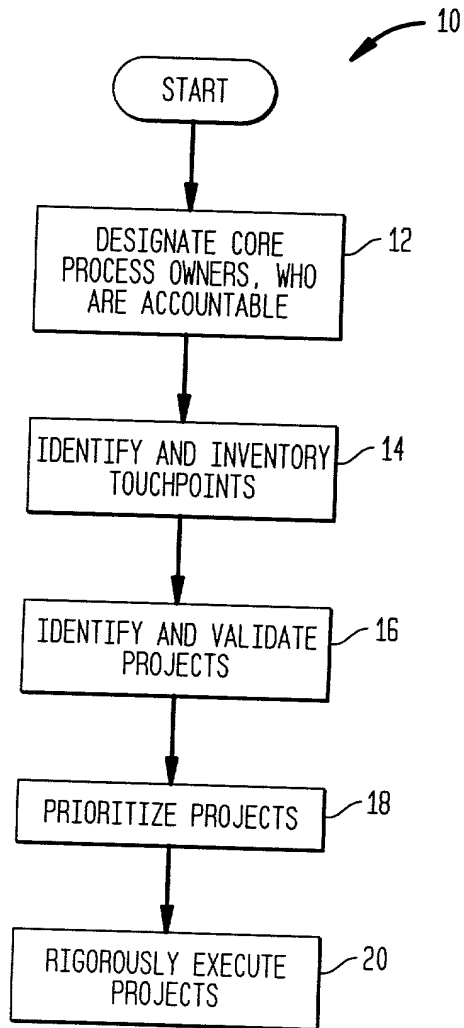 10
START
DESIGNATE CORE
PROCESS OWNERS, WHO
ARE ACCOUNTABLE
12
IDENTIFY AND INVENTORY
TOUCHPOINTS
14
IDENTIFY AND VALIDATE
PROJECTS
16
PRIORITIZE PROJECTS
18
RIGOROUSLY EXECUTE
PROJECTS
20